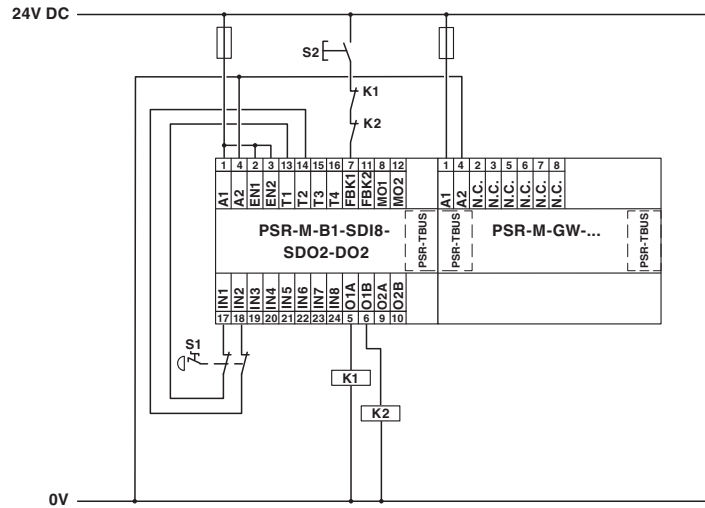 24V DC
S2
K1
K2
1 4 2 3 13 14 15 16 7 11 8 12
A1 A2 EN1 EN2 T1 T2 T3 T4 FBK1 FBK2 MO1 MO2
1 4 2 3 5 6 7 8
A1 A2 N.C. N.C. N.C. N.C. N.C. N.C.
PSR-M-B1-SDI8-
SDO2-DO2
PSR-TBUS
PSR-TBUS
PSR-M-GW-...
PSR-TBUS
IN1 IN2 IN3 IN4 IN5 IN6 IN7 IN8 O1A O1B O2A O2B
17 18 19 20 21 22 23 24 5 6 9 10
S1
K1
K2
0V